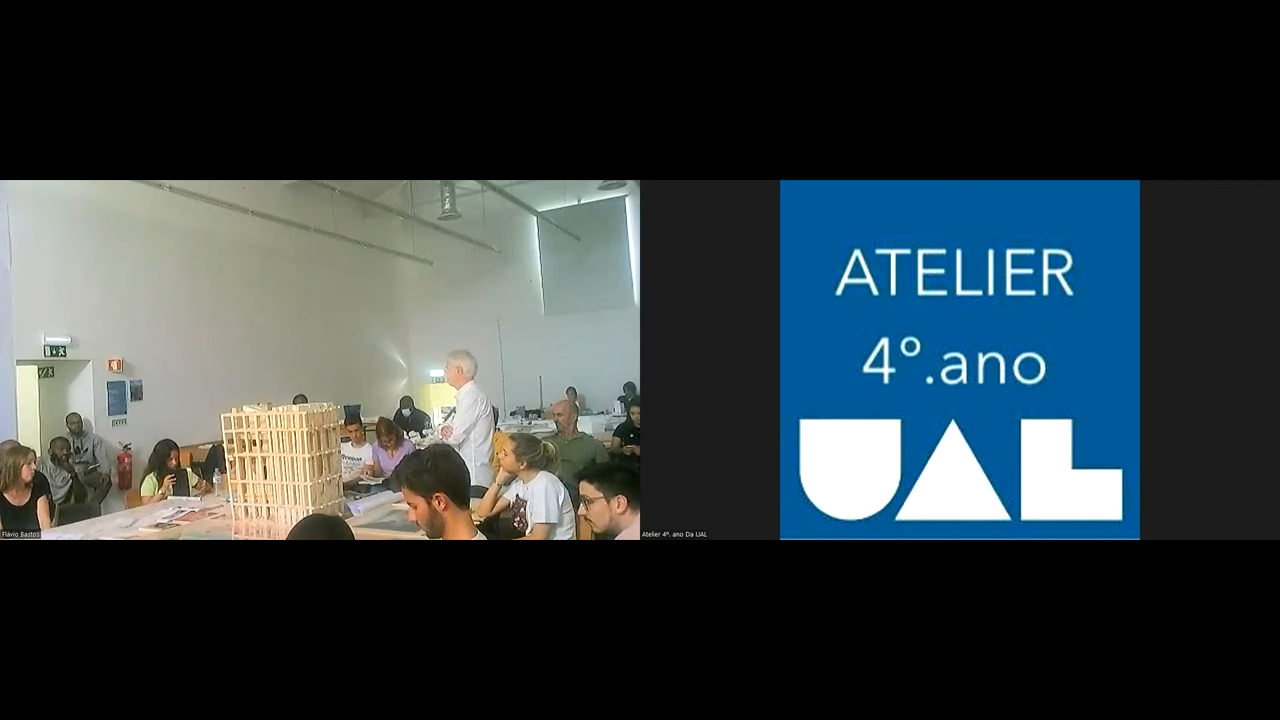 ATELIER
4º.ano
UAL
Flávio Bastos
Atelier 4º. ano Da UAL